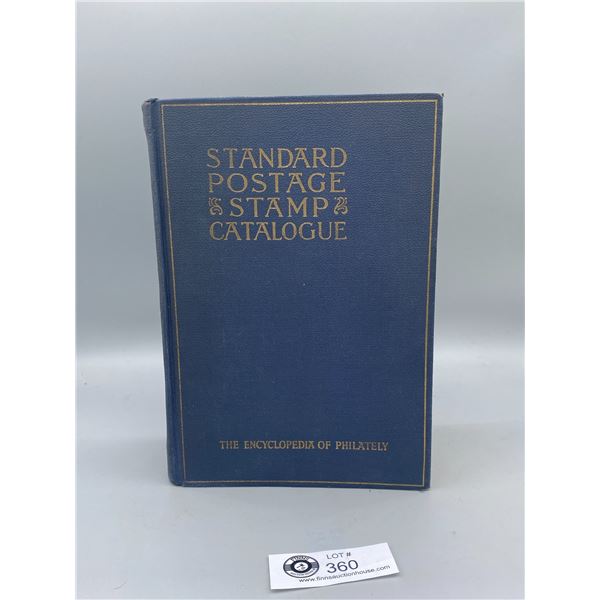 STANDARD
POSTAGE
STAMP
CATALOGUE
THE ENCYCLOPEDIA OF PHILATELY
LOT #
360
www.finnsauctionhouse.com